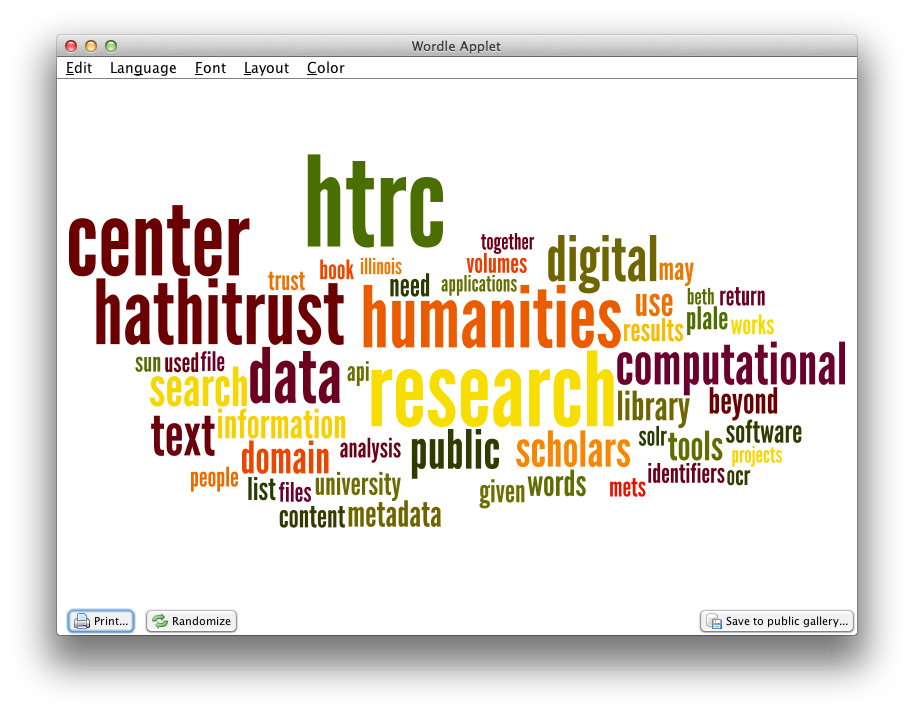 Wordle Applet
Edit Language Font Layout Color
htrc
center
together
digital
trust book illinois volumes may
need applications
hathitrust humanities use beth return
results plale works
sun used file
data api research computational
search
library beyond
text information
public scholars solr tools software
domain analysis
projects
people list files university given words mets identifiers ocr
content metadata
Print... Randomize Save to public gallery...